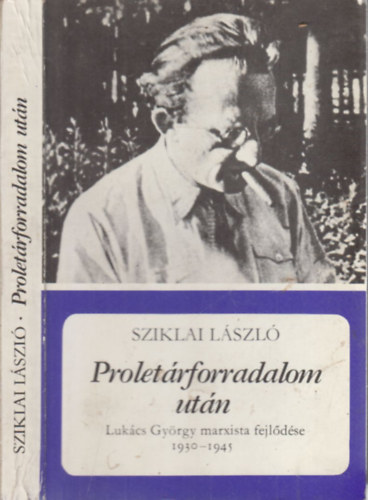 SZIKLAI LÁSZLÓ · Proletárforradalom után
SZIKLAI LÁSZLÓ
Proletárforradalom
után
Lukács György marxista fejlődése
1930–1945